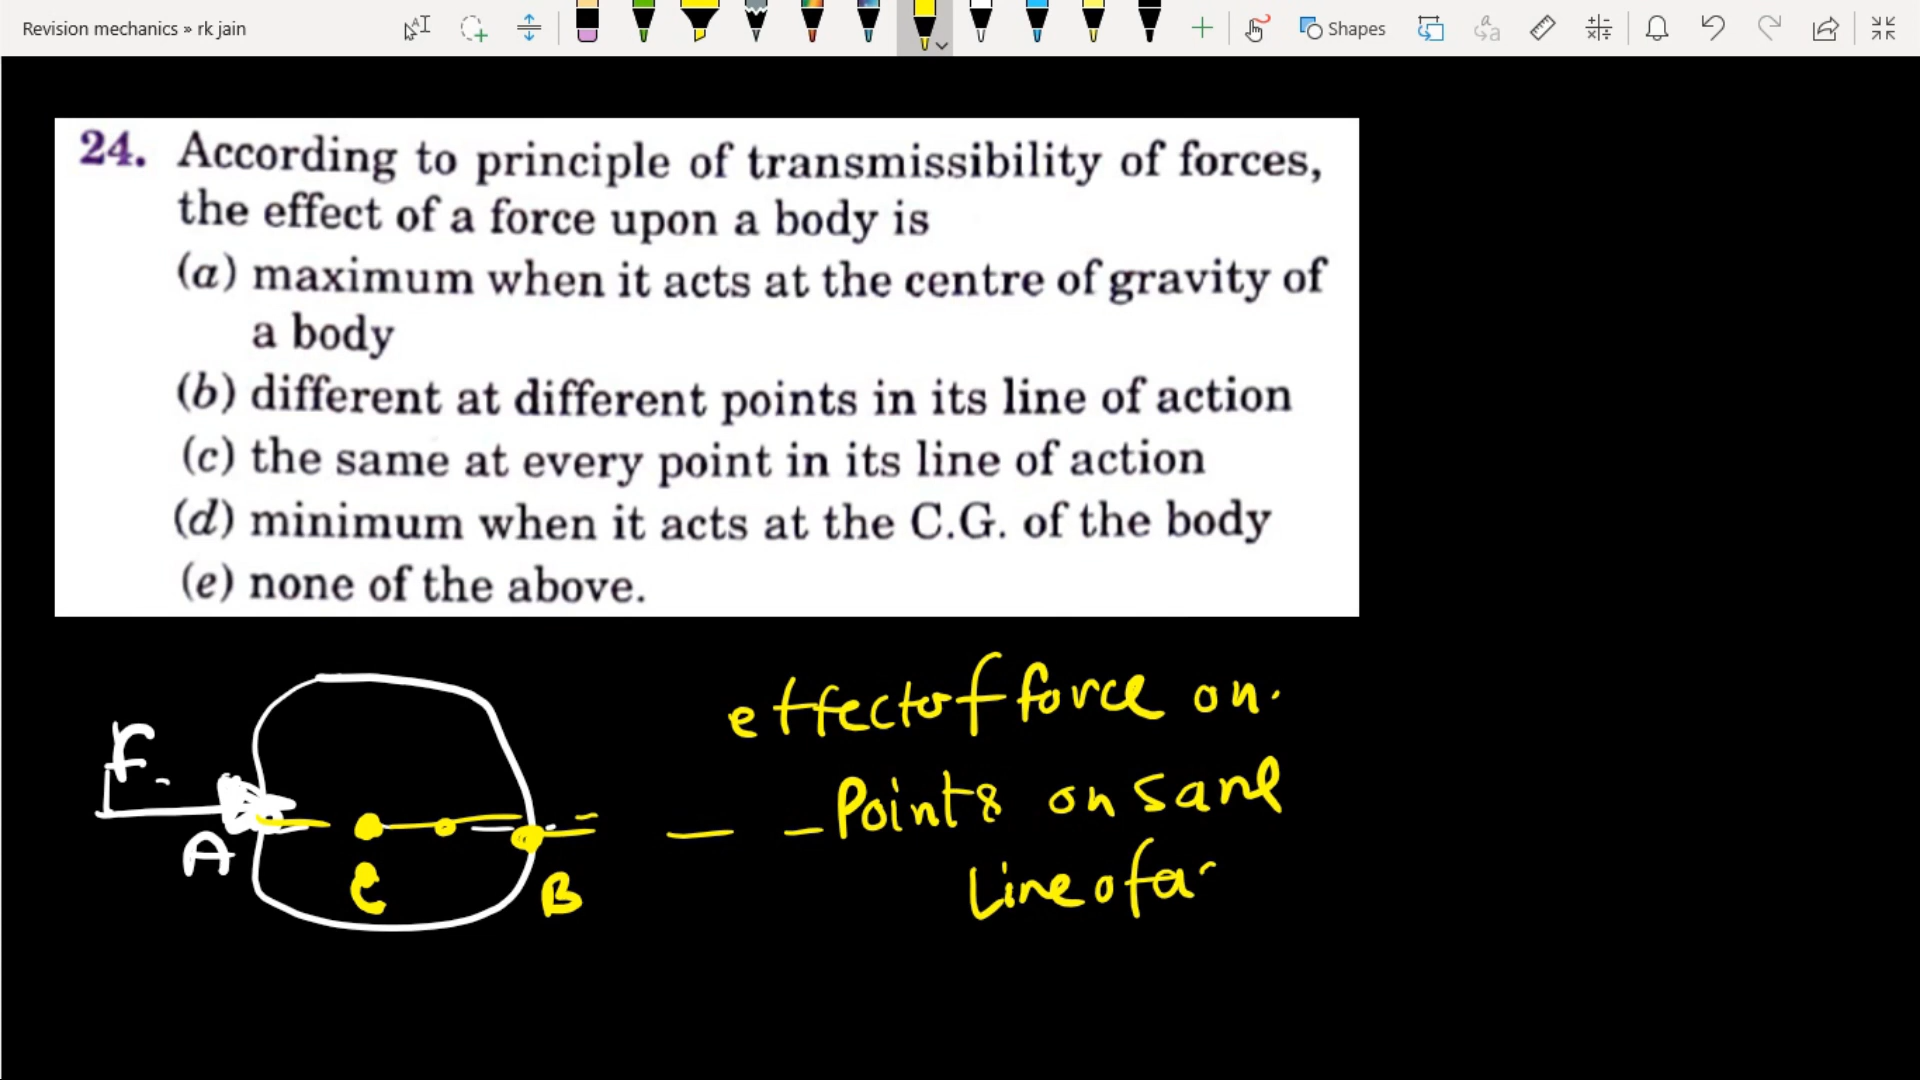 Revision mechanics » rk jain
Shapes
24. According to principle of transmissibility of forces,
the effect of a force upon a body is
(a) maximum when it acts at the centre of gravity of
a body
(b) different at different points in its line of action
(c) the same at every point in its line of action
(d) minimum when it acts at the C.G. of the body
(e) none of the above.
effect of force on.
F.
Points on same
A
C
B
Line of a